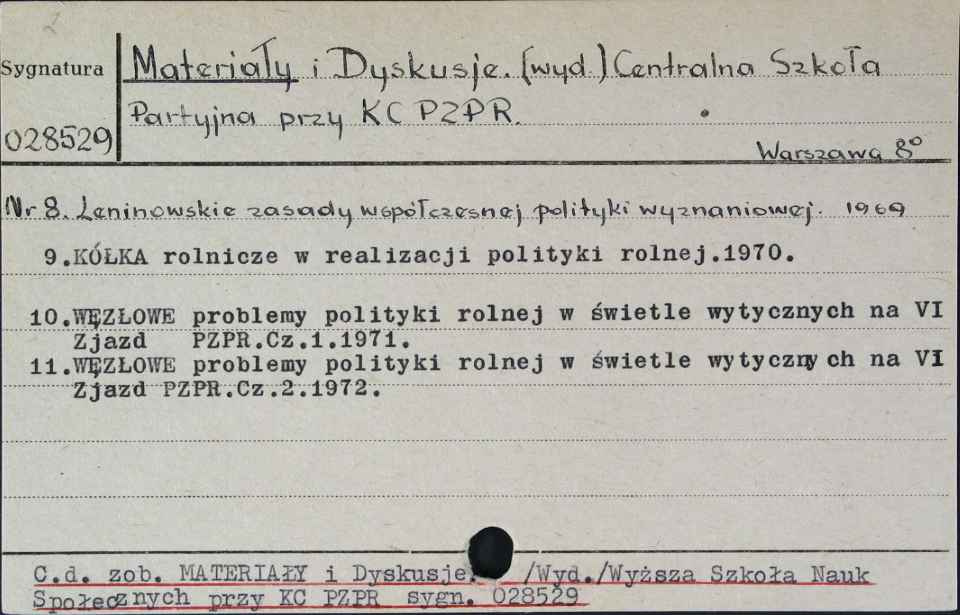 Sygnatura
028529
Materiały i Dyskusje. (wyd.) Centralna Szkoła
Partyjna przy KC PZPR.
Warszawa 8°
Nr 8. Leninowskie zasady współczesnej polityki wyznaniowej. 1969
9.KÓŁKA rolnicze w realizacji polityki rolnej.1970.
10.WĘZŁOWE problemy polityki rolnej w świetle wytycznych na VI
Zjazd PZPR.Cz.1.1971.
11.WĘZŁOWE problemy polityki rolnej w świetle wytycznych na VI
Zjazd PZPR.Cz.2.1972.
C.d. zob. MATERIAŁY i Dyskusje. /Wyd./Wyższa Szkoła Nauk
Społecznych przy KC PZPR sygn. 028529